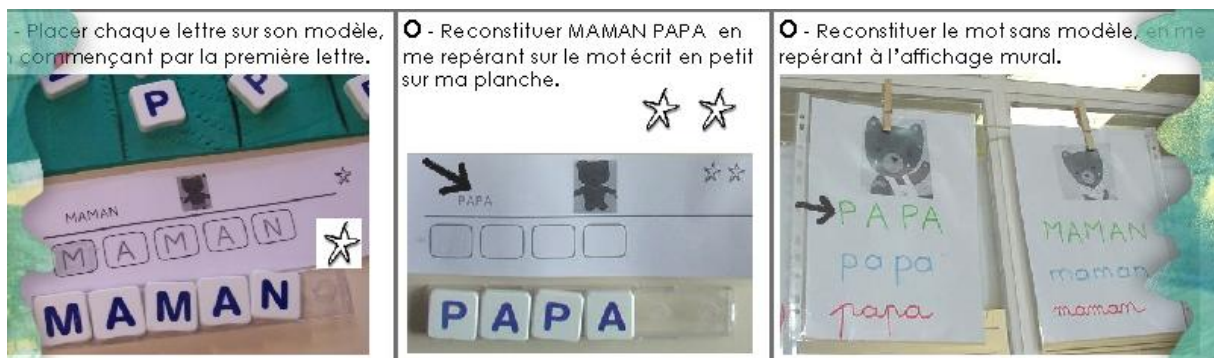 - Placer chaque lettre sur son modèle,
commençant par la première lettre.
P P
MAMAN
M A M A N
MAMAN
O - Reconstituer MAMAN PAPA en
me repérant sur le mot écrit en petit
sur ma planche.
PAPA
PAPA
O - Reconstituer le mot sans modèle, en me
repérant à l'affichage mural.
PAPA
papa
papa
MAMAN
maman
maman